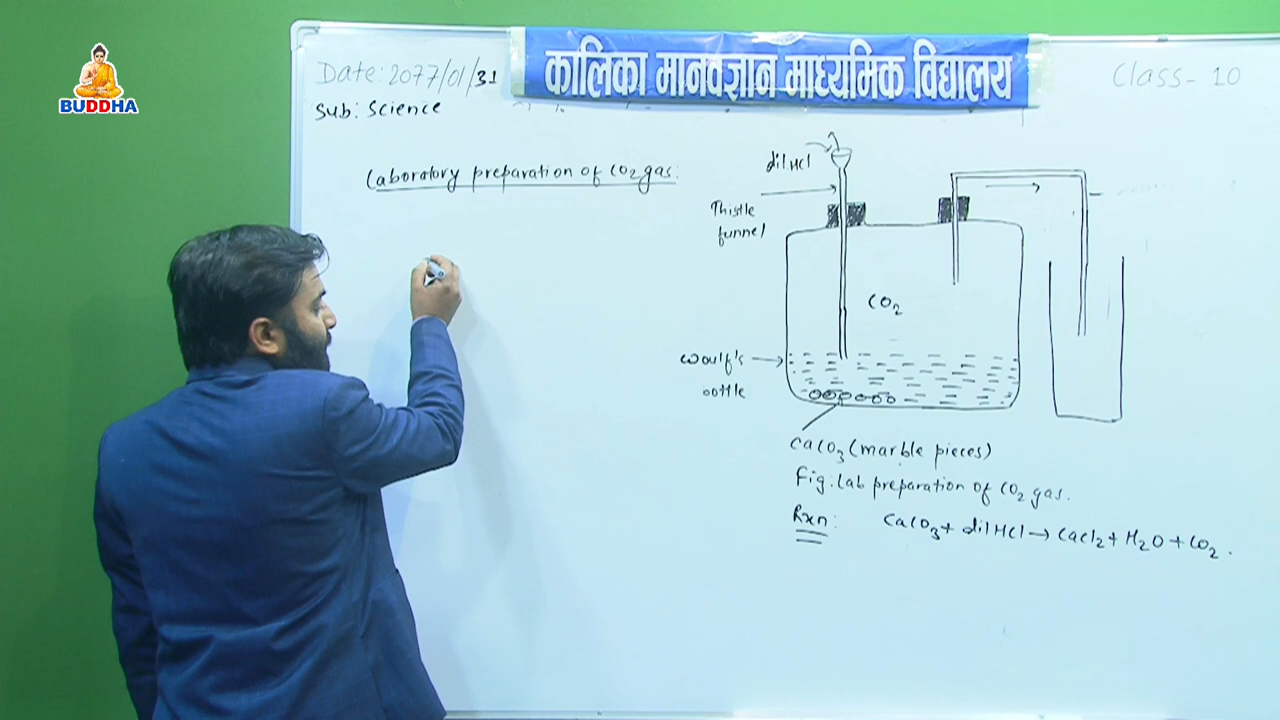 BUDDHA
Date: 2077/01/31
कालिका मानवज्ञान माध्यमिक विद्यालय
Class- 10
Sub: Science
Laboratory preparation of CO2 gas:
dil HCl
Thistle
funnel
CO2
Woulf's
bottle
CaCO3 (marble pieces)
Fig: Lab preparation of CO2 gas.
Rxn: CaCO3 + dil HCl → CaCl2 + H2O + CO2.